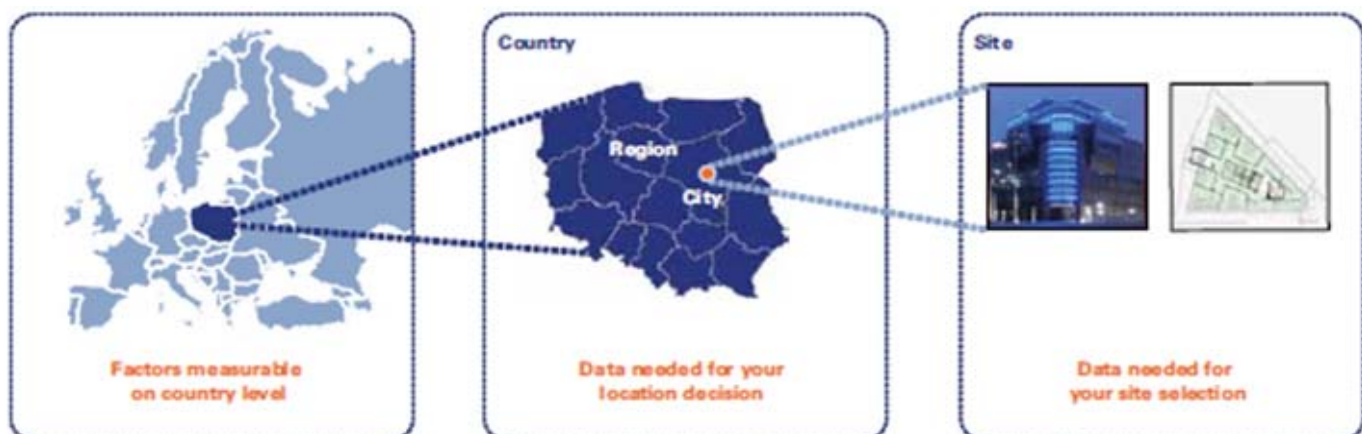 Country
Site
Region
City
Factors measurable
on country level
Data needed for your
location decision
Data needed for
your site selection